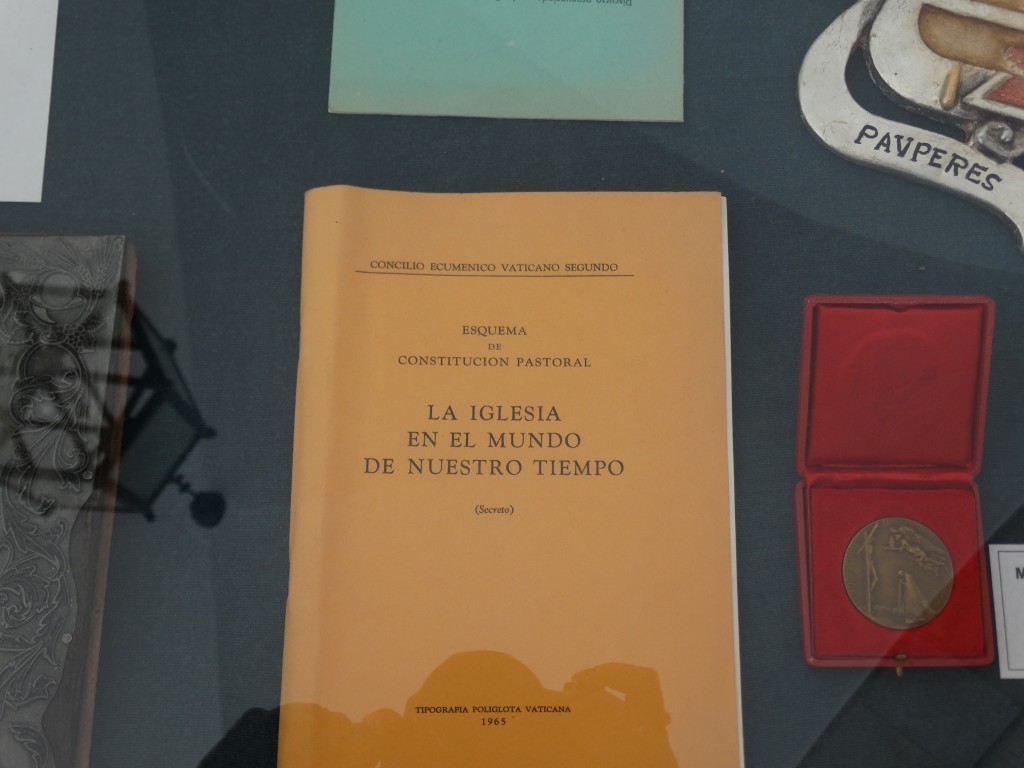 PAVPERES
CONCILIO ECUMENICO VATICANO SEGUNDO
ESQUEMA
DE
CONSTITUCION PASTORAL
LA IGLESIA
EN EL MUNDO
DE NUESTRO TIEMPO
(Secreto)
M
TIPOGRAFIA POLIGLOTA VATICANA
1965